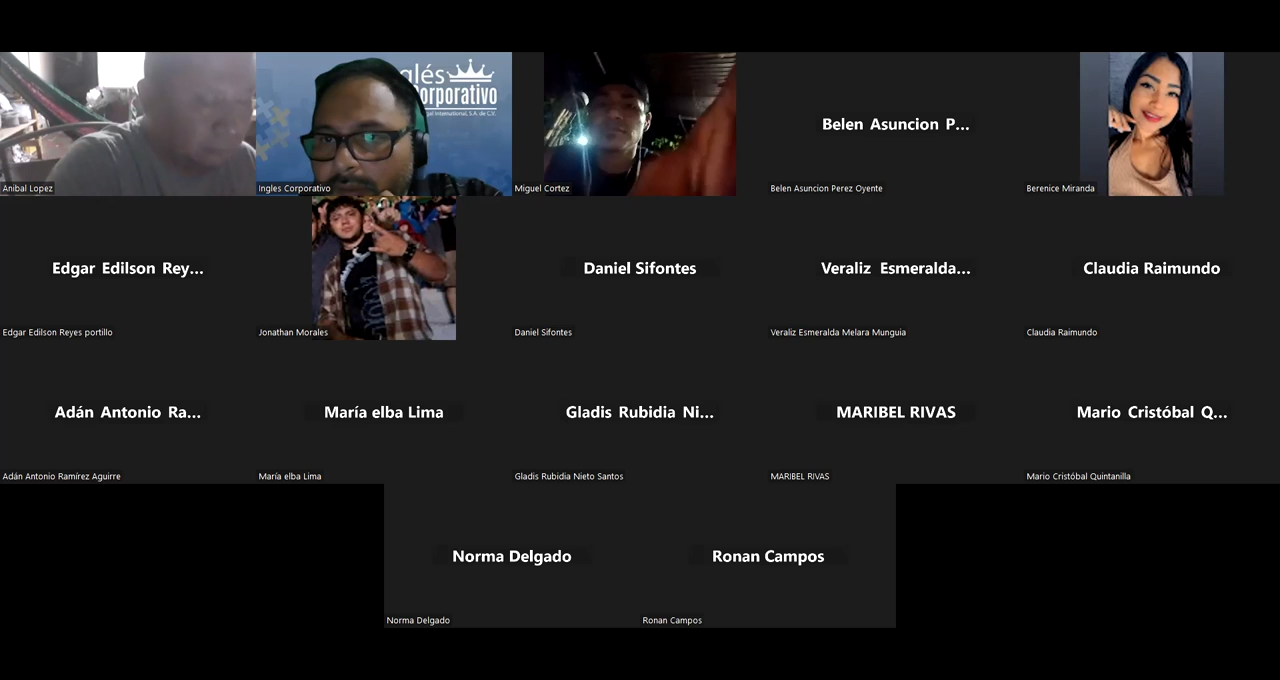 glés
orporativo
gal International, S.A. de C.V.
Anibal Lopez
Ingles Corporativo
Miguel Cortez
Belen Asuncion P...
Belen Asuncion Perez Oyente
Berenice Miranda
Edgar Edilson Rey...
Edgar Edilson Reyes portillo
Jonathan Morales
Daniel Sifontes
Daniel Sifontes
Veraliz Esmeralda...
Veraliz Esmeralda Melara Munguia
Claudia Raimundo
Claudia Raimundo
Adán Antonio Ra...
Adán Antonio Ramírez Aguirre
María elba Lima
María elba Lima
Gladis Rubidia Ni...
Gladis Rubidia Nieto Santos
MARIBEL RIVAS
MARIBEL RIVAS
Mario Cristóbal Q...
Mario Cristóbal Quintanilla
Norma Delgado
Norma Delgado
Ronan Campos
Ronan Campos